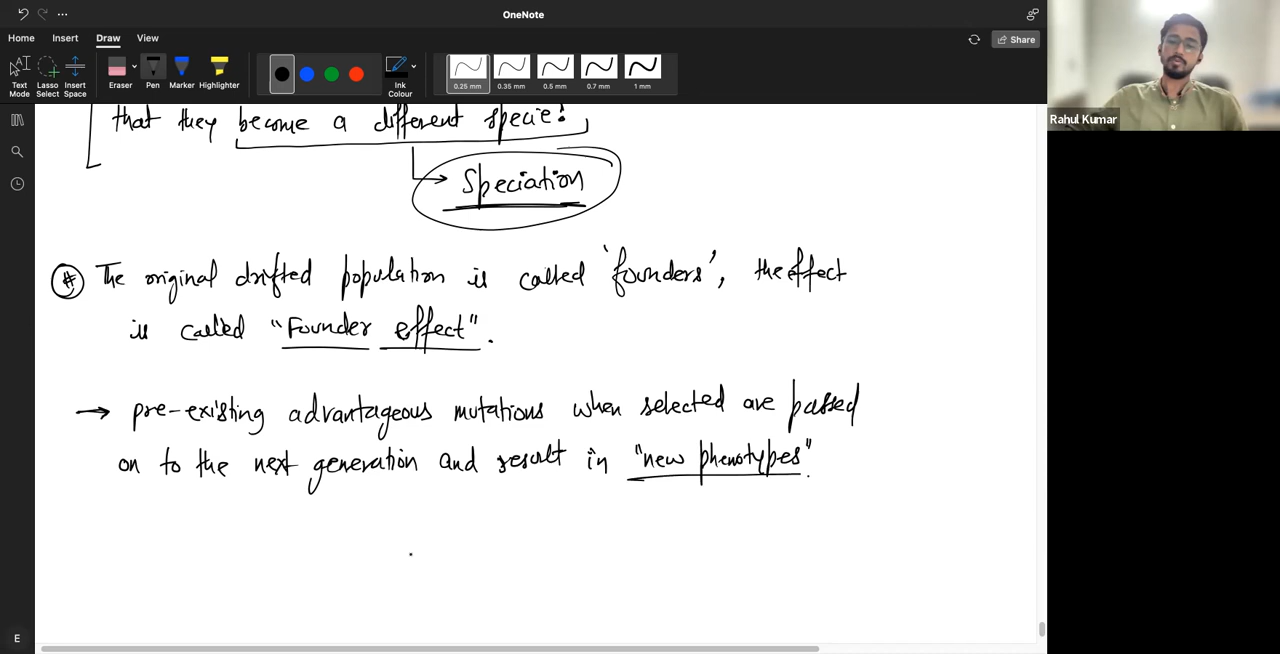 OneNote
Home Insert Draw View
Share
Text Mode
Lasso Select
Insert Space
Eraser
Pen
Marker
Highlighter
Ink Colour
0.25 mm 0.35 mm 0.5 mm 0.7 mm 1 mm
Rahul Kumar
that they become a different specie!
Speciation
# The original drifted population is called 'founders', the effect
is called "Founder effect".
→ pre-existing advantageous mutations when selected are passed
on to the next generation and result in "new phenotypes".
E